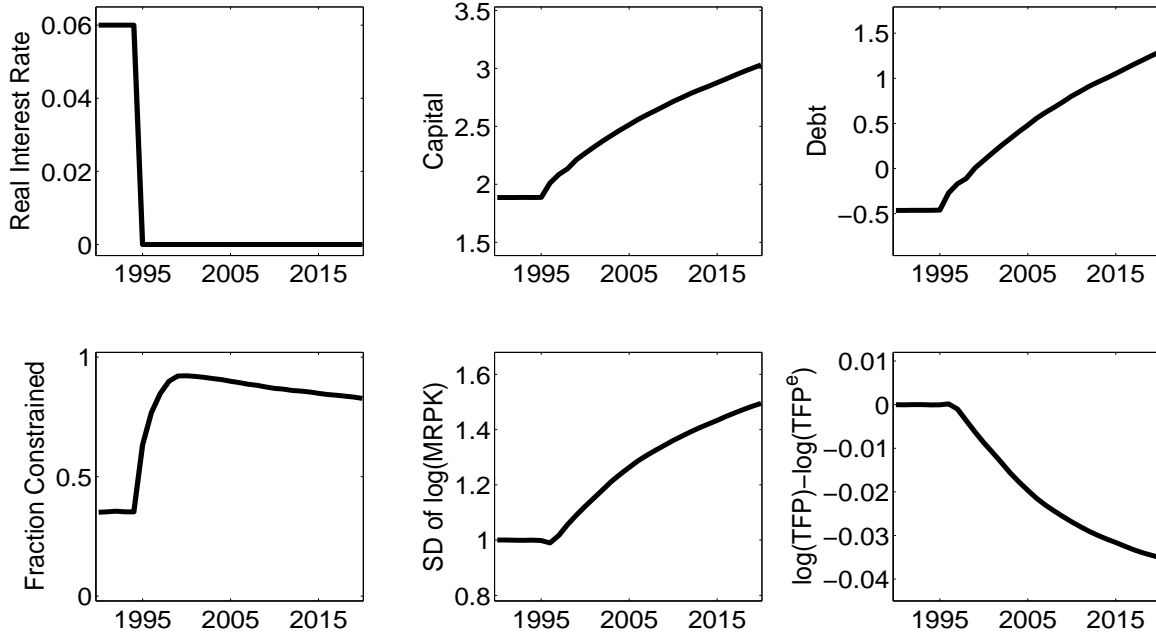 Real Interest Rate
0.06
0.04
0.02
0
1995 2005 2015
Capital
3.5
3
2.5
2
1.5
1995 2005 2015
Debt
1.5
1
0.5
0
−0.5
1995 2005 2015
Fraction Constrained
1
0.5
0
1995 2005 2015
SD of log(MRPK)
1.6
1.4
1.2
1
0.8
1995 2005 2015
log(TFP)−log(TFPᵉ)
0.01
0
−0.01
−0.02
−0.03
−0.04
1995 2005 2015